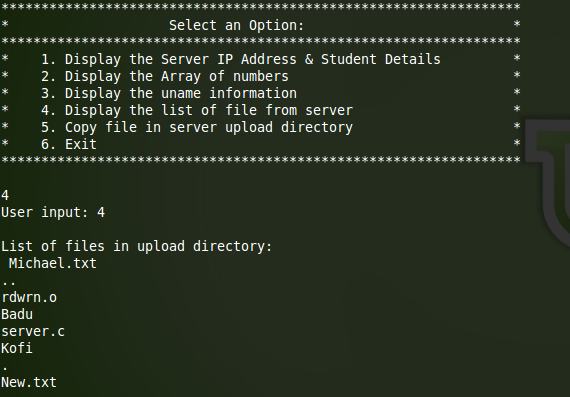 *****************************************************************
* Select an Option: *
*****************************************************************
* 1. Display the Server IP Address & Student Details *
* 2. Display the Array of numbers *
* 3. Display the uname information *
* 4. Display the list of file from server *
* 5. Copy file in server upload directory *
* 6. Exit *
*****************************************************************
4
User input: 4
List of files in upload directory:
Michael.txt
..
rdwrn.o
Badu
server.c
Kofi
.
New.txt